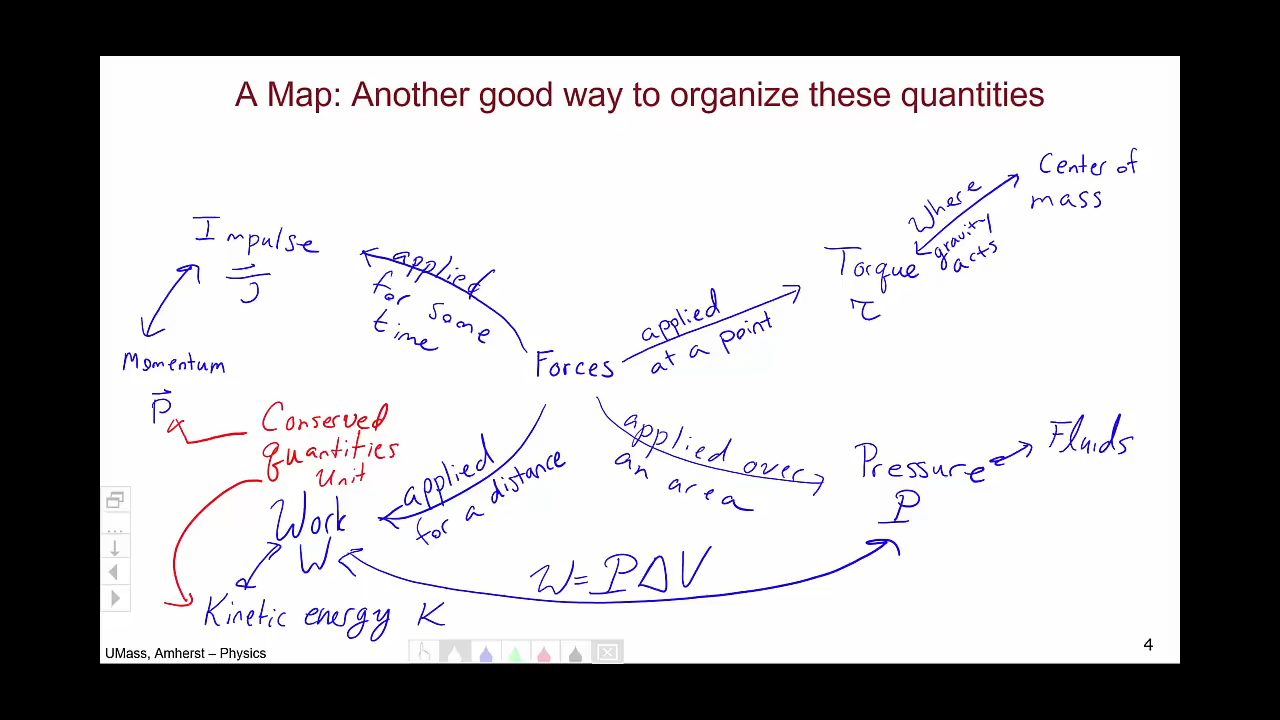 A Map: Another good way to organize these quantities
Center of
mass
Where
gravity
acts
Impulse
J
applied
for some
time
Torque
τ
applied
at a point
Forces
Momentum
P
Conserved
quantities
Unit
applied
for a distance
applied over
an area
Pressure
P
Fluids
Work
W
W = PΔV
Kinetic energy K
UMass, Amherst – Physics
4